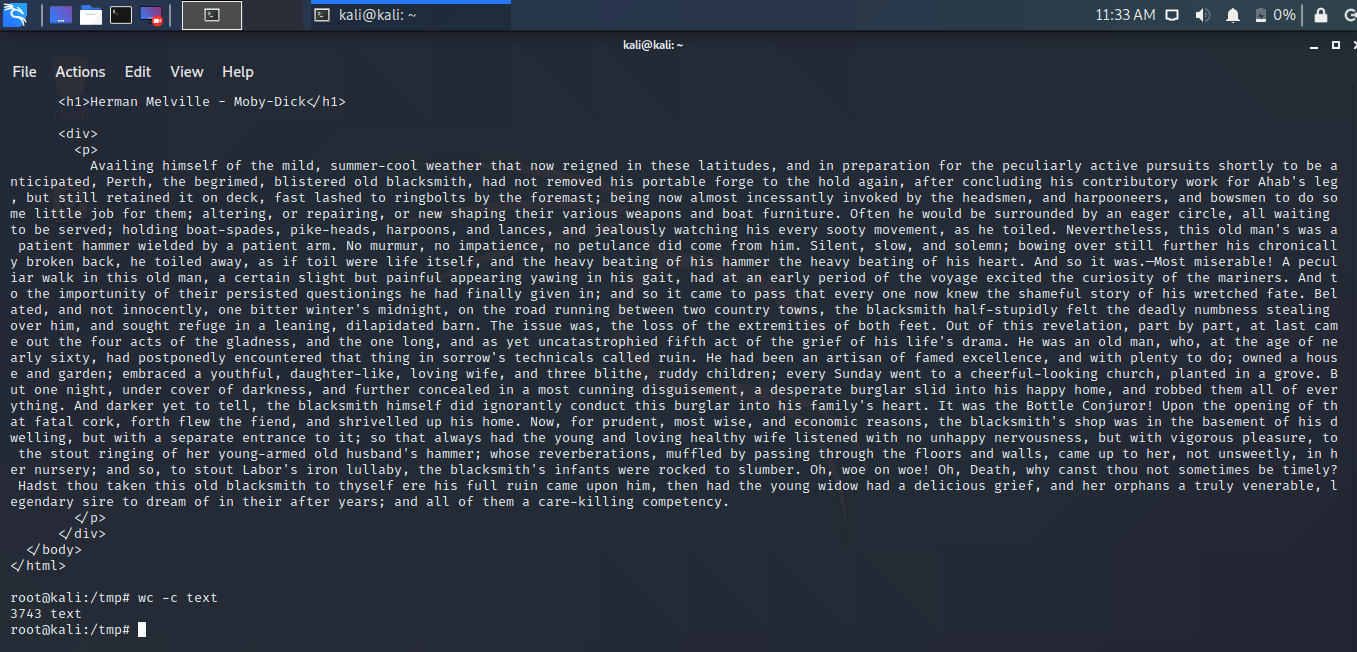 kali@kali: ~
11:33 AM
0%
kali@kali: ~
File Actions Edit View Help
<h1>Herman Melville - Moby-Dick</h1>
<div>
<p>
Availing himself of the mild, summer-cool weather that now reigned in these latitudes, and in preparation for the peculiarly active pursuits shortly to be a
nticipated, Perth, the begrimed, blistered old blacksmith, had not removed his portable forge to the hold again, after concluding his contributory work for Ahab's leg
, but still retained it on deck, fast lashed to ringbolts by the foremast; being now almost incessantly invoked by the headsmen, and harpooneers, and bowsmen to do so
me little job for them; altering, or repairing, or new shaping their various weapons and boat furniture. Often he would be surrounded by an eager circle, all waiting
to be served; holding boat-spades, pike-heads, harpoons, and lances, and jealously watching his every sooty movement, as he toiled. Nevertheless, this old man's was a
patient hammer wielded by a patient arm. No murmur, no impatience, no petulance did come from him. Silent, slow, and solemn; bowing over still further his chronicall
y broken back, he toiled away, as if toil were life itself, and the heavy beating of his hammer the heavy beating of his heart. And so it was.—Most miserable! A pecul
iar walk in this old man, a certain slight but painful appearing yawing in his gait, had at an early period of the voyage excited the curiosity of the mariners. And t
o the importunity of their persisted questionings he had finally given in; and so it came to pass that every one now knew the shameful story of his wretched fate. Bel
ated, and not innocently, one bitter winter's midnight, on the road running between two country towns, the blacksmith half-stupidly felt the deadly numbness stealing
over him, and sought refuge in a leaning, dilapidated barn. The issue was, the loss of the extremities of both feet. Out of this revelation, part by part, at last cam
e out the four acts of the gladness, and the one long, and as yet uncatastrophied fifth act of the grief of his life's drama. He was an old man, who, at the age of ne
arly sixty, had postponedly encountered that thing in sorrow's technicals called ruin. He had been an artisan of famed excellence, and with plenty to do; owned a hous
e and garden; embraced a youthful, daughter-like, loving wife, and three blithe, ruddy children; every Sunday went to a cheerful-looking church, planted in a grove. B
ut one night, under cover of darkness, and further concealed in a most cunning disguisement, a desperate burglar slid into his happy home, and robbed them all of ever
ything. And darker yet to tell, the blacksmith himself did ignorantly conduct this burglar into his family's heart. It was the Bottle Conjuror! Upon the opening of th
at fatal cork, forth flew the fiend, and shrivelled up his home. Now, for prudent, most wise, and economic reasons, the blacksmith's shop was in the basement of his d
welling, but with a separate entrance to it; so that always had the young and loving healthy wife listened with no unhappy nervousness, but with vigorous pleasure, to
the stout ringing of her young-armed old husband's hammer; whose reverberations, muffled by passing through the floors and walls, came up to her, not unsweetly, in h
er nursery; and so, to stout Labor's iron lullaby, the blacksmith's infants were rocked to slumber. Oh, woe on woe! Oh, Death, why canst thou not sometimes be timely?
Hadst thou taken this old blacksmith to thyself ere his full ruin came upon him, then had the young widow had a delicious grief, and her orphans a truly venerable, l
egendary sire to dream of in their after years; and all of them a care-killing competency.
</p>
</div>
</body>
</html>
root@kali:/tmp# wc -c text
3743 text
root@kali:/tmp#